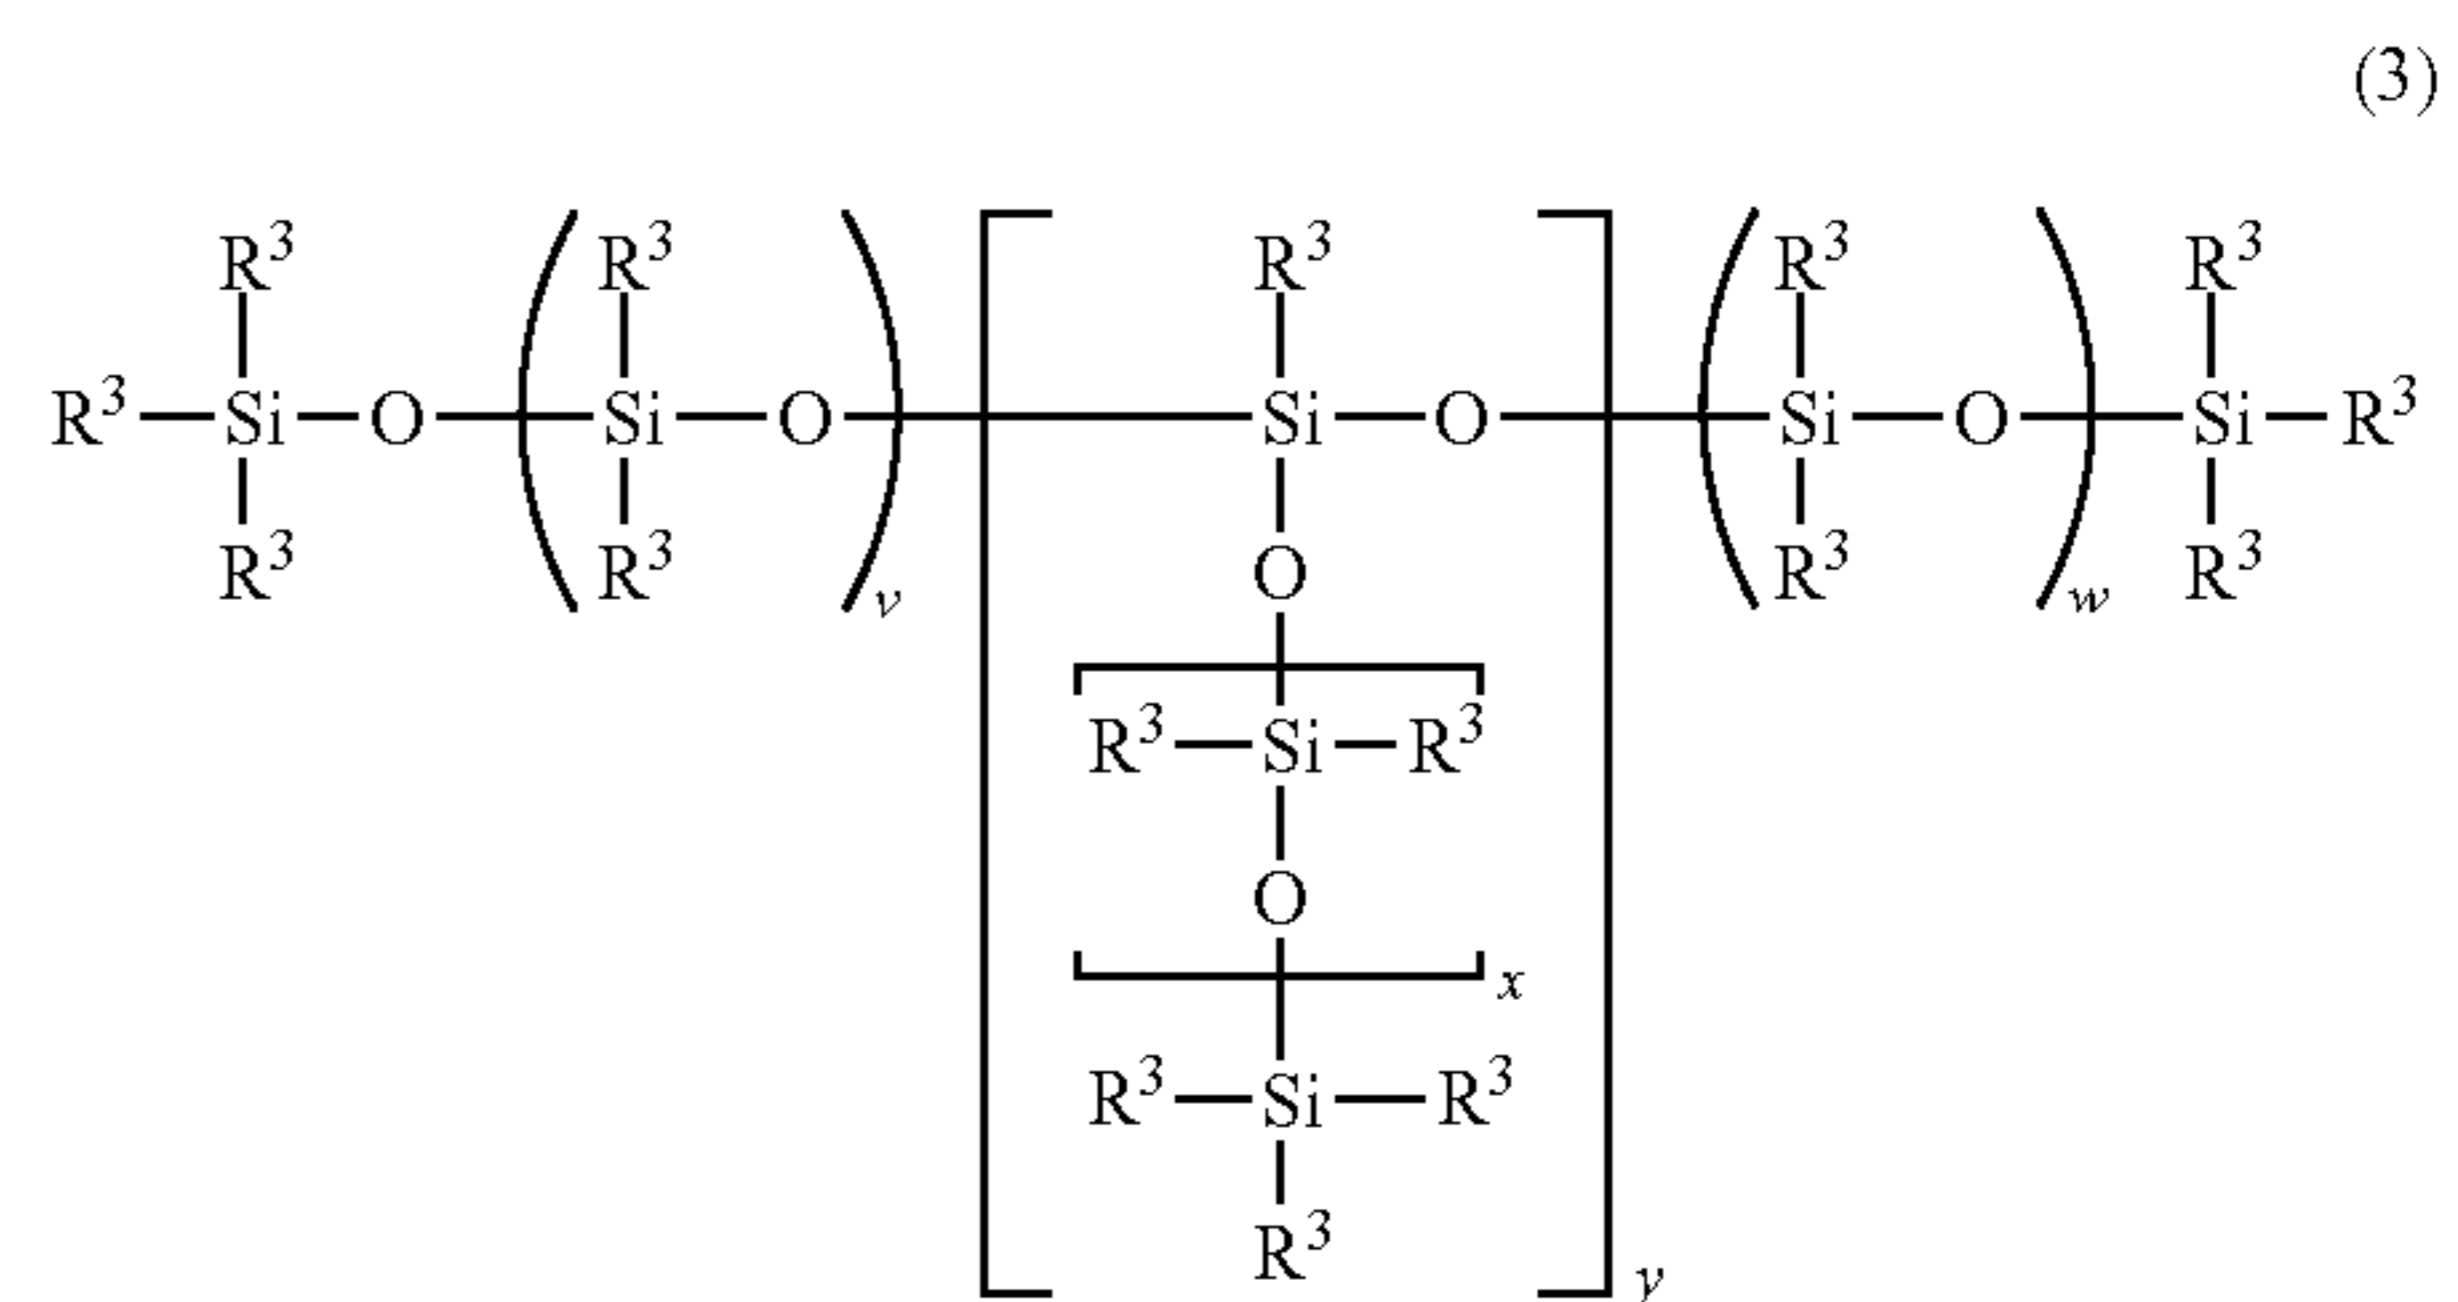 (3)
R³ R³ R³ R³ R³
R³—Si—O—(Si—O)v—[Si—O]y—(Si—O)w—Si—R³
R³ R³ O R³ R³
R³—Si—R³
O
x
R³—Si—R³
R³
y